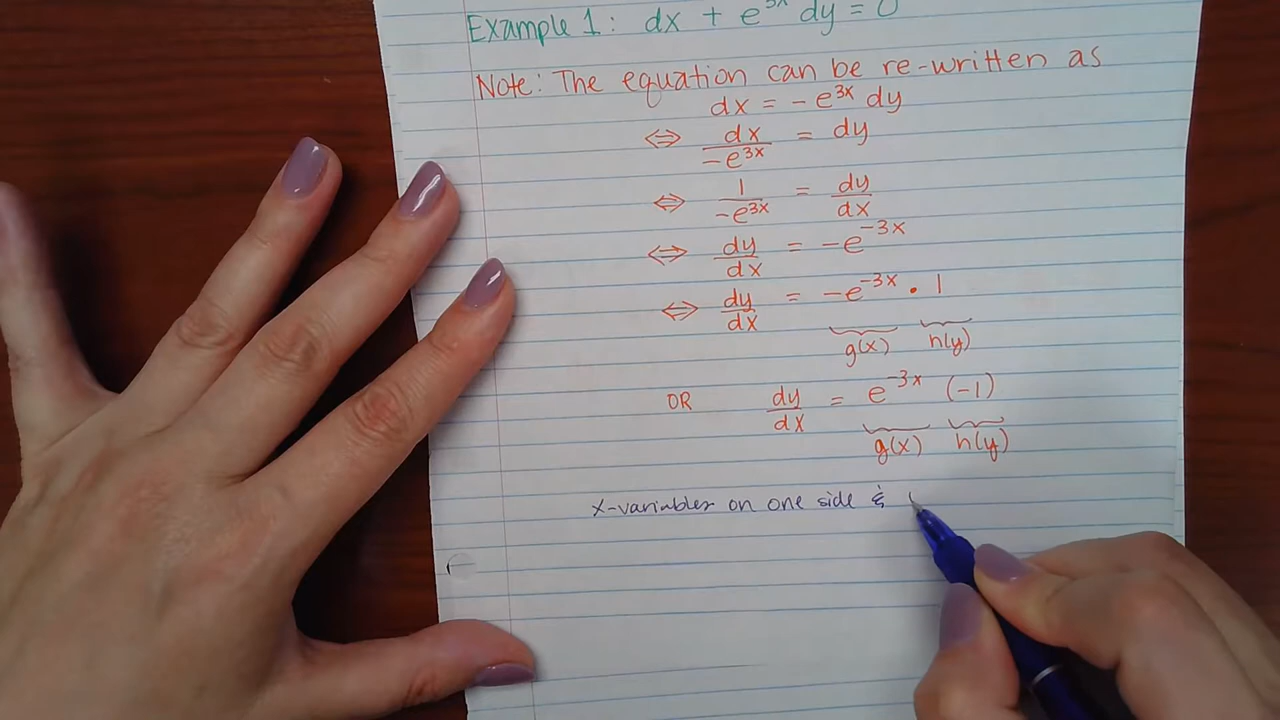 Example 1: dx + e^3x dy = 0
Note: The equation can be re-written as
dx = -e^3x dy
⇔ dx/-e^3x = dy
⇔ 1/-e^3x = dy/dx
⇔ dy/dx = -e^-3x
⇔ dy/dx = -e^-3x · 1
g(x) h(y)
OR dy/dx = e^-3x (-1)
g(x) h(y)
x-variables on one side &